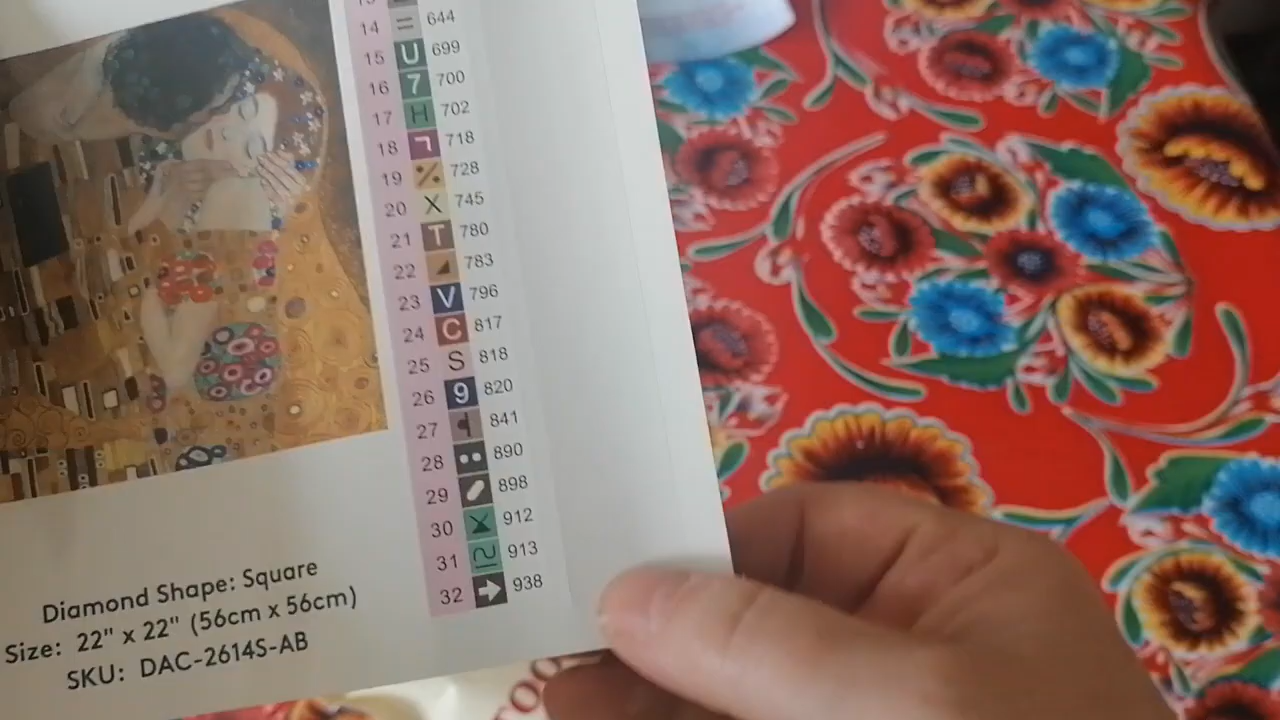 14 = 644
15 U 699
16 7 700
17 H 702
18 718
19 ٪ 728
20 X 745
21 T 780
22 783
23 V 796
24 C 817
25 S 818
26 9 820
27 841
28 890
29 898
30 912
31 913
32 938
Diamond Shape: Square
Size: 22" x 22" (56cm x 56cm)
SKU: DAC-2614S-AB